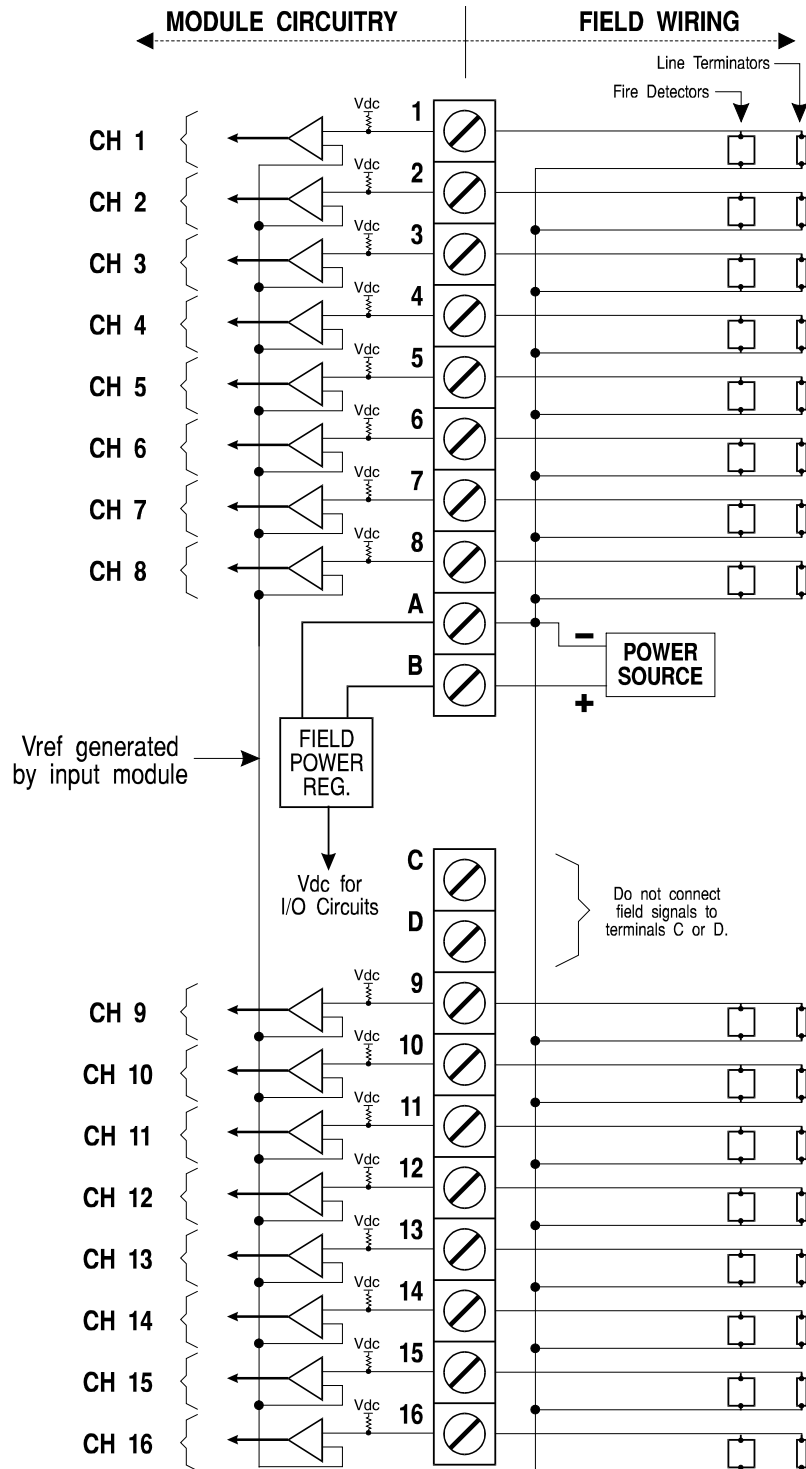 MODULE CIRCUITRY
FIELD WIRING
Line Terminators
Fire Detectors
CH 1
Vdc
1
CH 2
Vdc
2
CH 3
Vdc
3
CH 4
Vdc
4
CH 5
Vdc
5
CH 6
Vdc
6
CH 7
Vdc
7
CH 8
Vdc
8
A
B
–
+
POWER
SOURCE
Vref generated
by input module
FIELD
POWER
REG.
Vdc for
I/O Circuits
C
D
Do not connect
field signals to
terminals C or D.
CH 9
Vdc
9
CH 10
Vdc
10
CH 11
Vdc
11
CH 12
Vdc
12
CH 13
Vdc
13
CH 14
Vdc
14
CH 15
Vdc
15
CH 16
Vdc
16